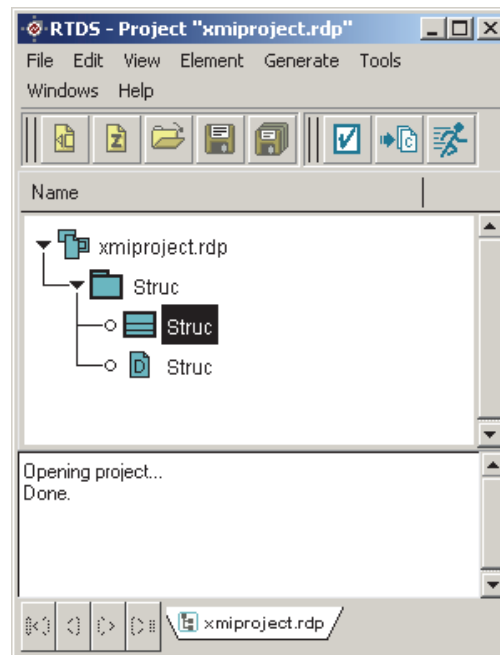 RTDS - Project "xmiproject.rdp"
File Edit View Element Generate Tools
Windows Help
Name
xmiproject.rdp
Struc
Struc
D Struc
Opening project...
Done.
xmiproject.rdp